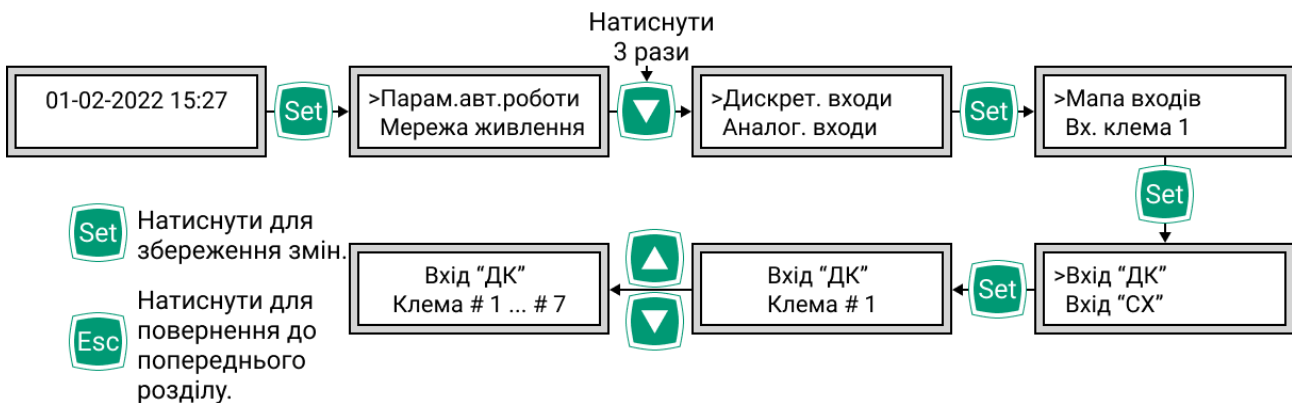 Натиснути
3 рази
01-02-2022 15:27
Set
>Парам.авт.роботи
Мережа живлення
>Дискрет. входи
Аналог. входи
Set
>Мапа входів
Вх. клема 1
Set
Set
Натиснути для
збереження змін.
Вхід “ДК”
Клема # 1 ... # 7
Вхід “ДК”
Клема # 1
Set
>Вхід “ДК”
Вхід “СХ”
Esc
Натиснути для
повернення до
попереднього
розділу.